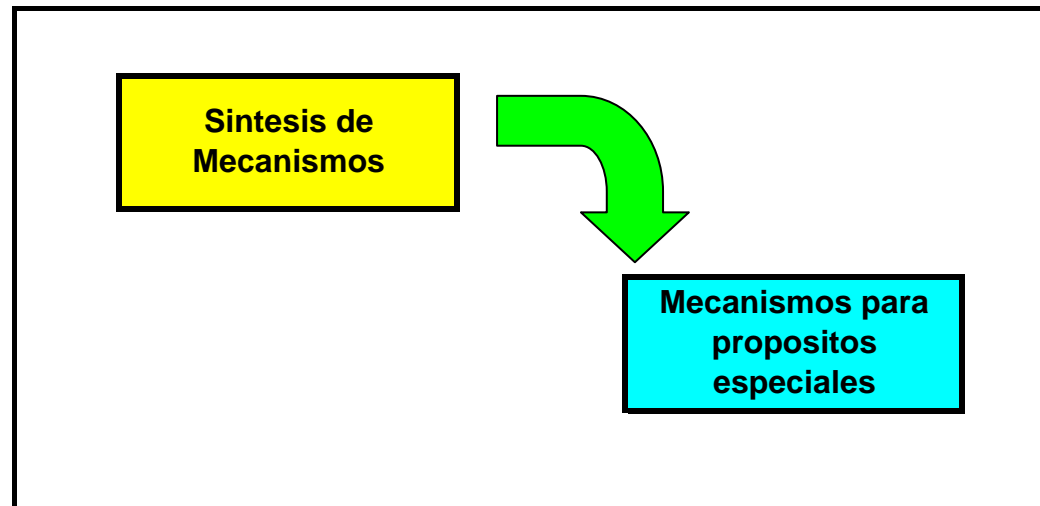 Sintesis de
Mecanismos
Mecanismos para
propositos
especiales